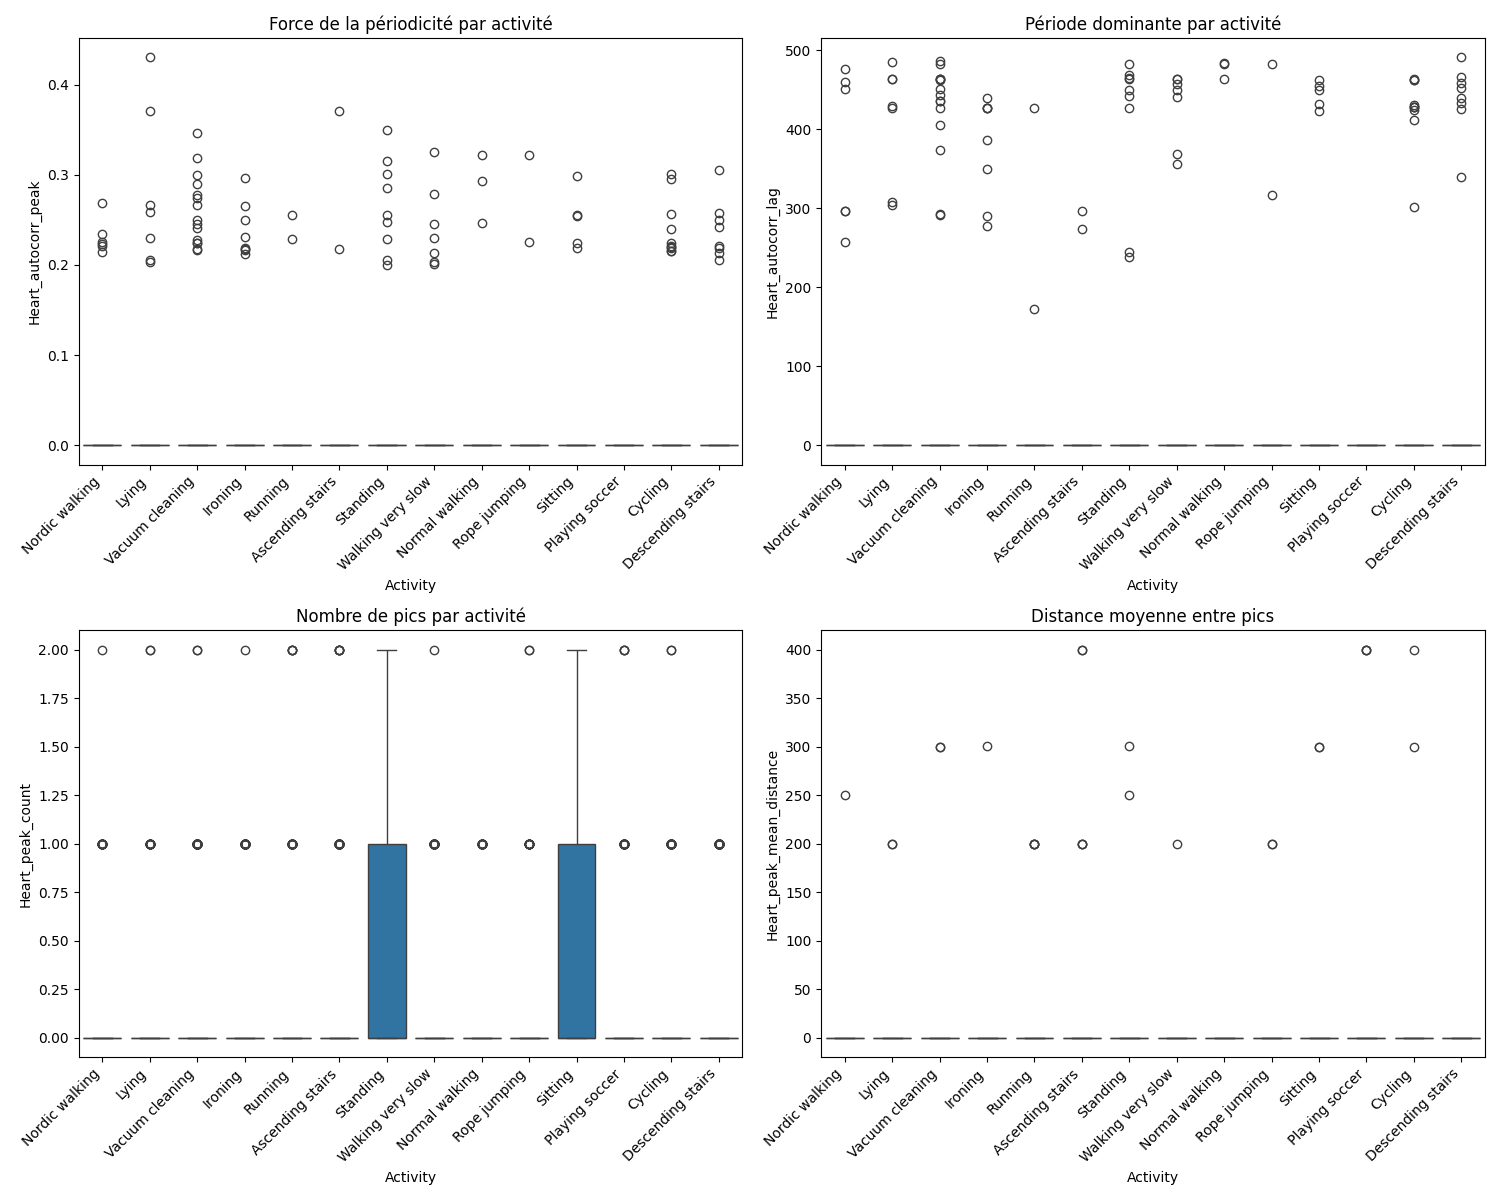 Force de la périodicité par activité
Heart_autocorr_peak
0.4
0.3
0.2
0.1
0.0
Nordic walking
Lying
Vacuum cleaning
Ironing
Running
Ascending stairs
Standing
Walking very slow
Normal walking
Rope jumping
Sitting
Playing soccer
Cycling
Descending stairs
Activity
Période dominante par activité
Heart_autocorr_lag
500
400
300
200
100
0
Nordic walking
Lying
Vacuum cleaning
Ironing
Running
Ascending stairs
Standing
Walking very slow
Normal walking
Rope jumping
Sitting
Playing soccer
Cycling
Descending stairs
Activity
Nombre de pics par activité
Heart_peak_count
2.00
1.75
1.50
1.25
1.00
0.75
0.50
0.25
0.00
Nordic walking
Lying
Vacuum cleaning
Ironing
Running
Ascending stairs
Standing
Walking very slow
Normal walking
Rope jumping
Sitting
Playing soccer
Cycling
Descending stairs
Activity
Distance moyenne entre pics
Heart_peak_mean_distance
400
350
300
250
200
150
100
50
0
Nordic walking
Lying
Vacuum cleaning
Ironing
Running
Ascending stairs
Standing
Walking very slow
Normal walking
Rope jumping
Sitting
Playing soccer
Cycling
Descending stairs
Activity